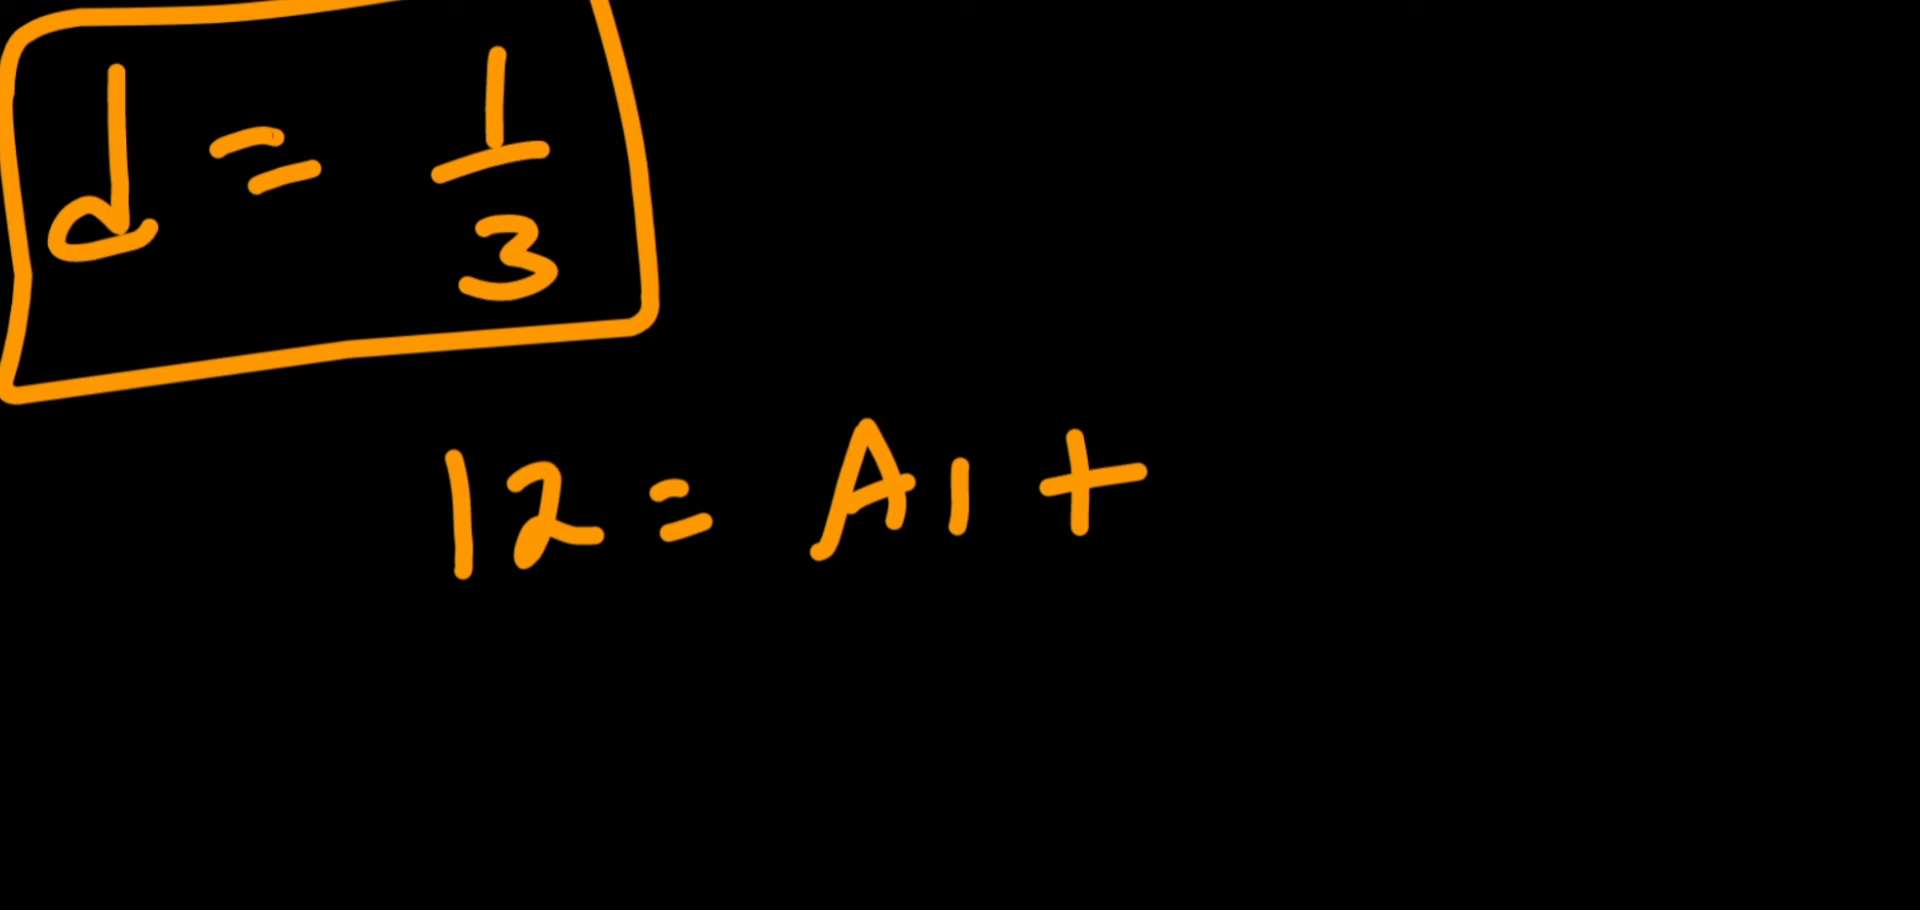 d = 1/3
12 = A1 +